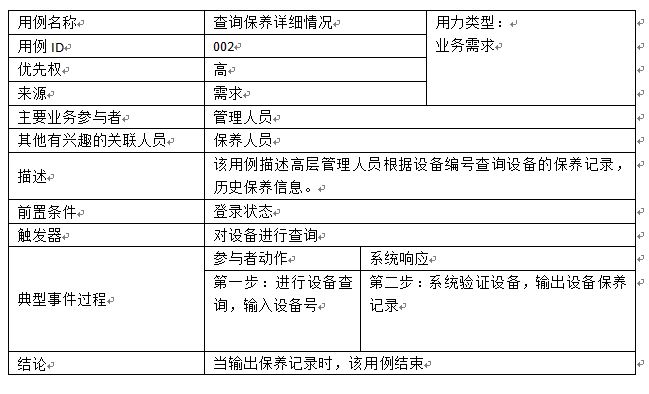 用例名称 查询保养详细情况 用力类型：
用例 ID 002 业务需求
优先权 高
来源 需求
主要业务参与者 管理人员
其他有兴趣的关联人员 保养人员
描述 该用例描述高层管理人员根据设备编号查询设备的保养记录，
历史保养信息。
前置条件 登录状态
触发器 对设备进行查询
参与者动作 系统响应
典型事件过程 第一步：进行设备查 第二步：系统验证设备，输出设备保养
询，输入设备号 记录
结论 当输出保养记录时，该用例结束